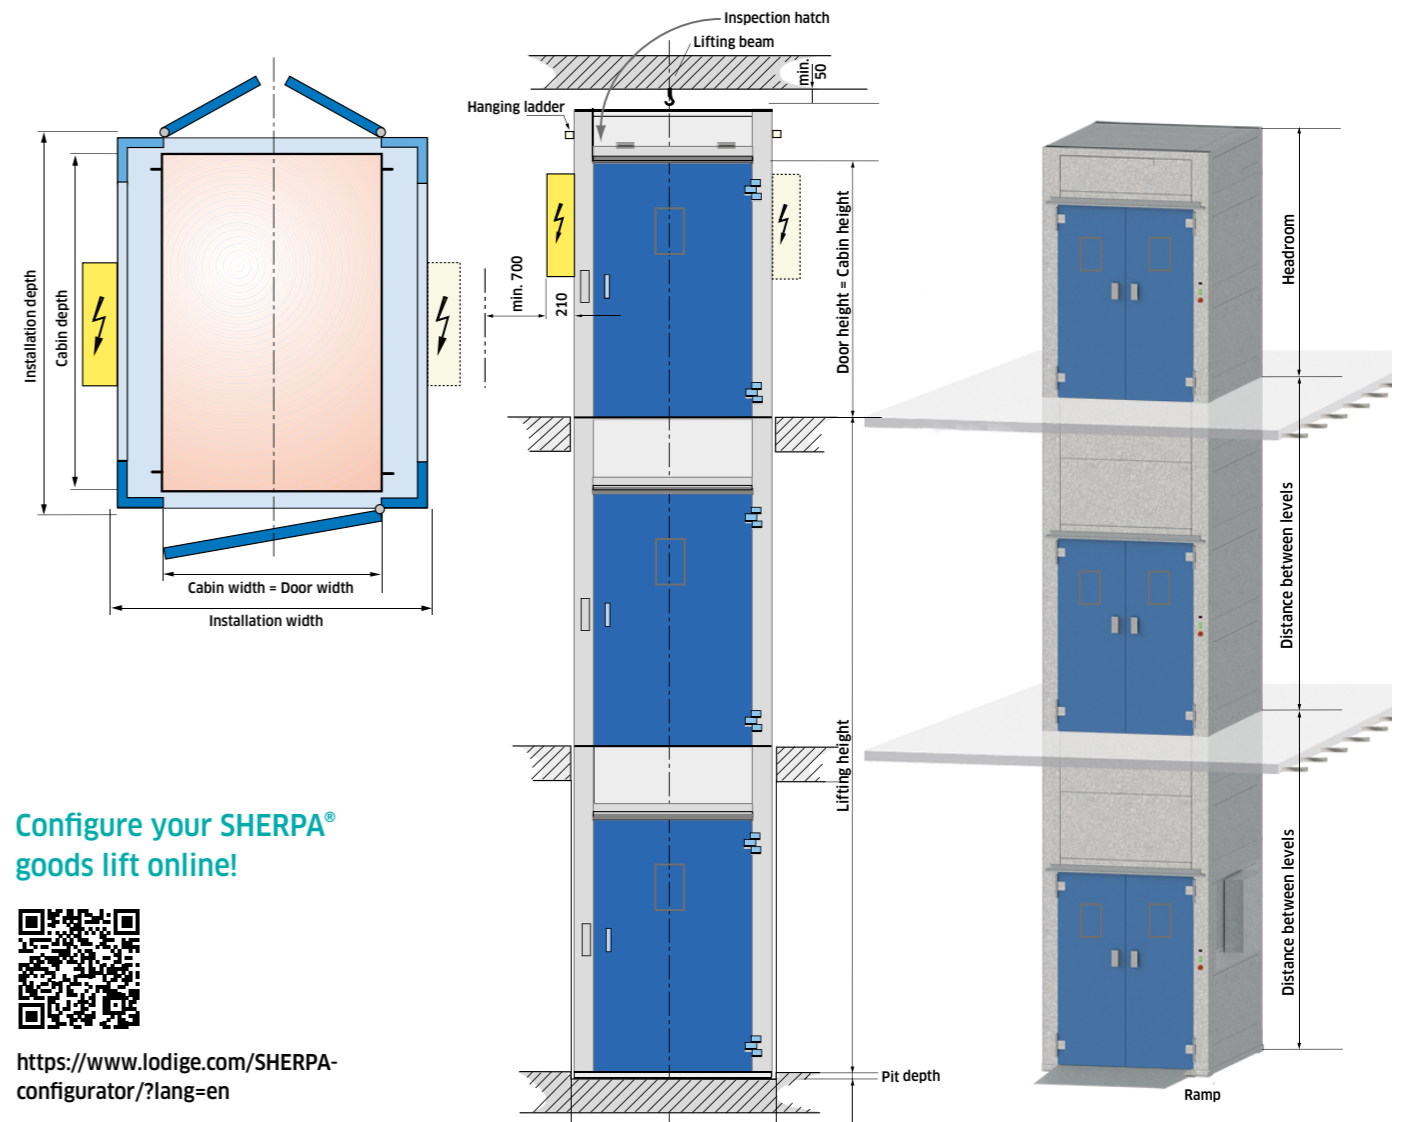 Inspection hatch
Lifting beam
min.
50
Hanging ladder
Installation depth
Cabin depth
min. 700
210
Door height = Cabin height
Headroom
Cabin width = Door width
Installation width
Distance between levels
Lifting height
Configure your SHERPA®
goods lift online!
Distance between levels
https://www.lodige.com/SHERPA-
configurator/?lang=en
Pit depth
Ramp